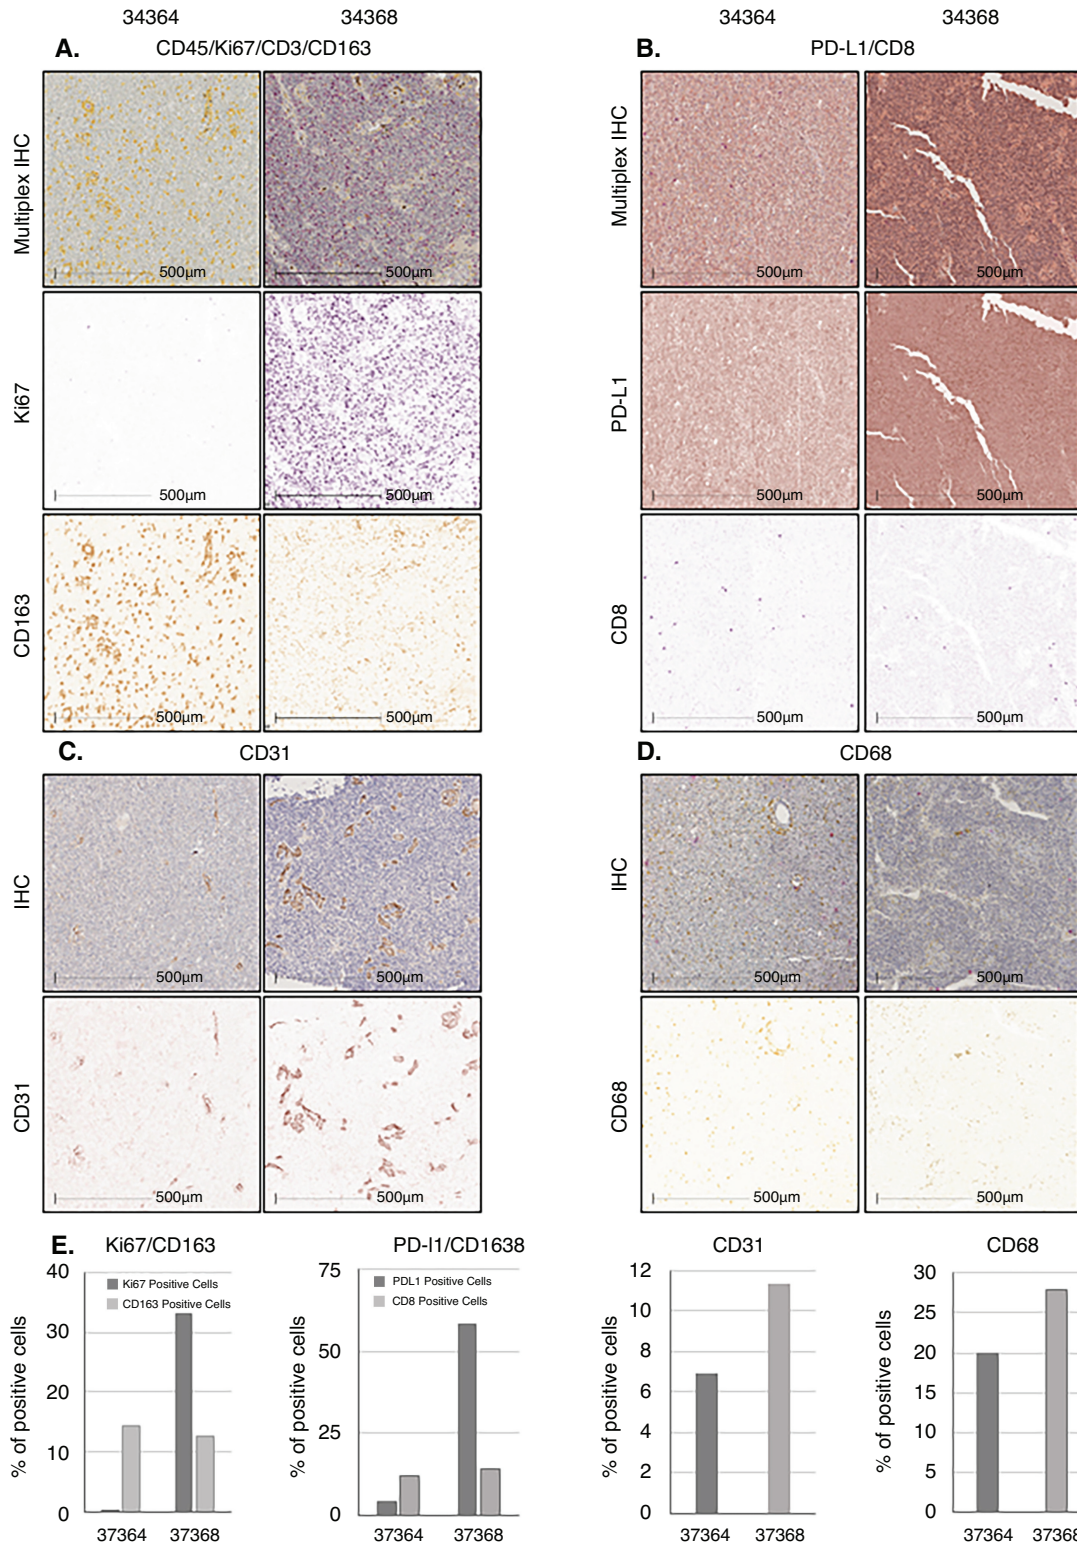 34364 34368 34364 34368
A. CD45/Ki67/CD3/CD163
B. PD-L1/CD8
Multiplex IHC
500µm 500µm
Ki67
500µm 500µm
CD163
500µm 500µm
Multiplex IHC
500µm 500µm
PD-L1
500µm 500µm
CD8
500µm 500µm
C. CD31
IHC
500µm 500µm
CD31
500µm 500µm
D. CD68
IHC
500µm 500µm
CD68
500µm 500µm
E. Ki67/CD163
% of positive cells
40
30
20
10
0
Ki67 Positive Cells
CD163 Positive Cells
37364 37368
PD-l1/CD1638
% of positive cells
75
50
25
0
PDL1 Positive Cells
CD8 Positive Cells
37364 37368
CD31
% of positive cells
12
10
8
6
4
2
0
37364 37368
CD68
% of positive cells
30
25
20
15
10
5
0
37364 37368